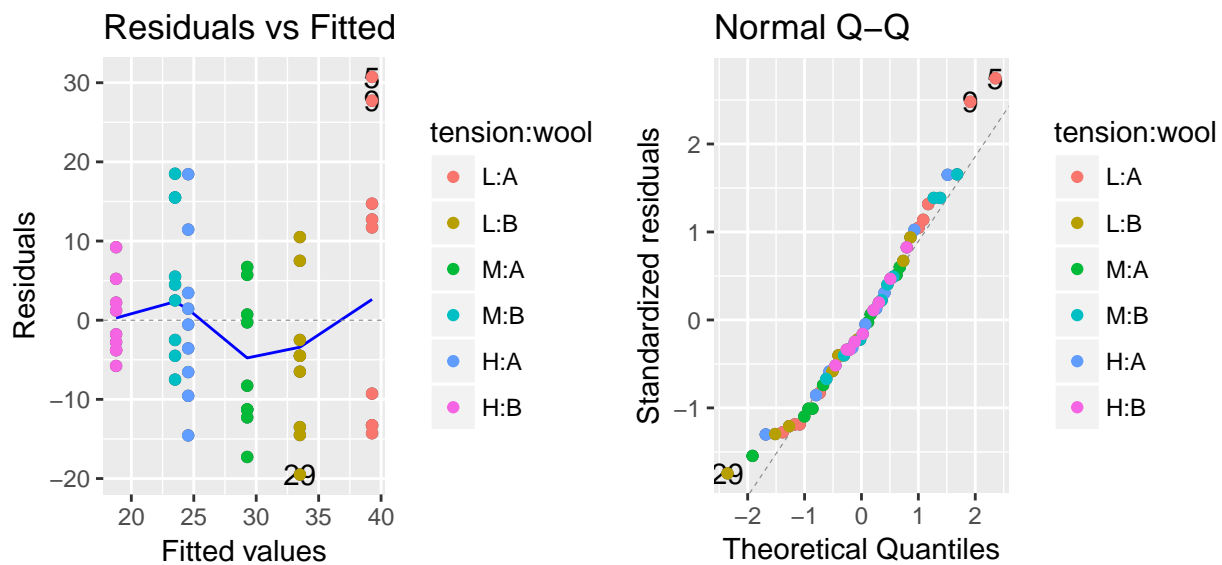 Residuals vs Fitted
30
20
10
0
−10
−20
20
25
30
35
40
5
9
29
Residuals
Fitted values
tension:wool
L:A
L:B
M:A
M:B
H:A
H:B
Normal Q−Q
2
1
0
−1
−2
−1
0
1
2
5
9
29
Standardized residuals
Theoretical Quantiles
tension:wool
L:A
L:B
M:A
M:B
H:A
H:B